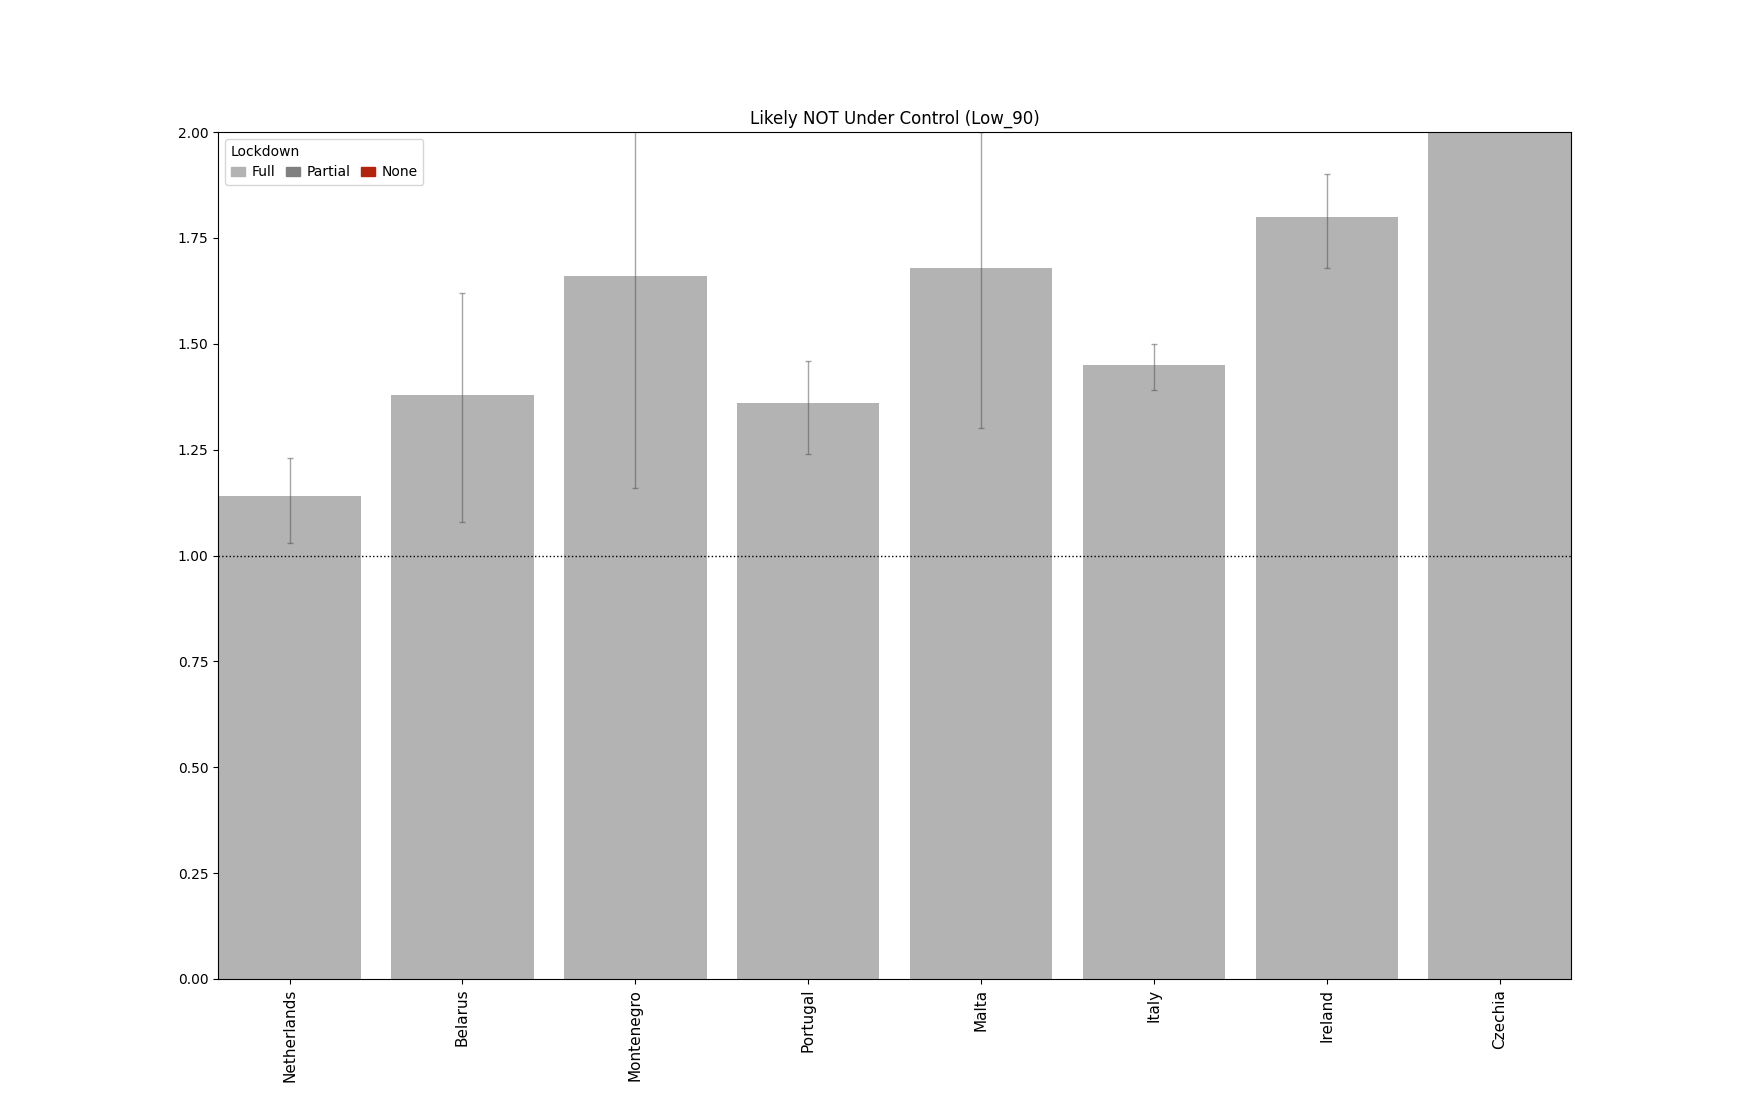 Likely NOT Under Control (Low_90)
Lockdown
Full Partial None
2.00
1.75
1.50
1.25
1.00
0.75
0.50
0.25
0.00
Netherlands
Belarus
Montenegro
Portugal
Malta
Italy
Ireland
Czechia